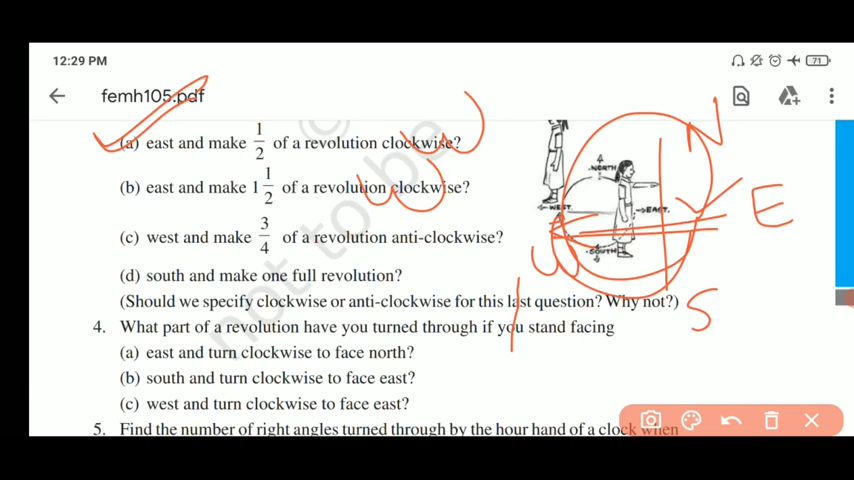 12:29 PM
71
femh105.pdf
(a) east and make 1/2 of a revolution clockwise?
(b) east and make 1 1/2 of a revolution clockwise?
(c) west and make 3/4 of a revolution anti-clockwise?
(d) south and make one full revolution?
(Should we specify clockwise or anti-clockwise for this last question? Why not?)
4. What part of a revolution have you turned through if you stand facing
(a) east and turn clockwise to face north?
(b) south and turn clockwise to face east?
(c) west and turn clockwise to face east?
5. Find the number of right angles turned through by the hour hand of a clock when
NORTH
WEST
EAST
SOUTH
N
E
S
W
W
W
not to be
©